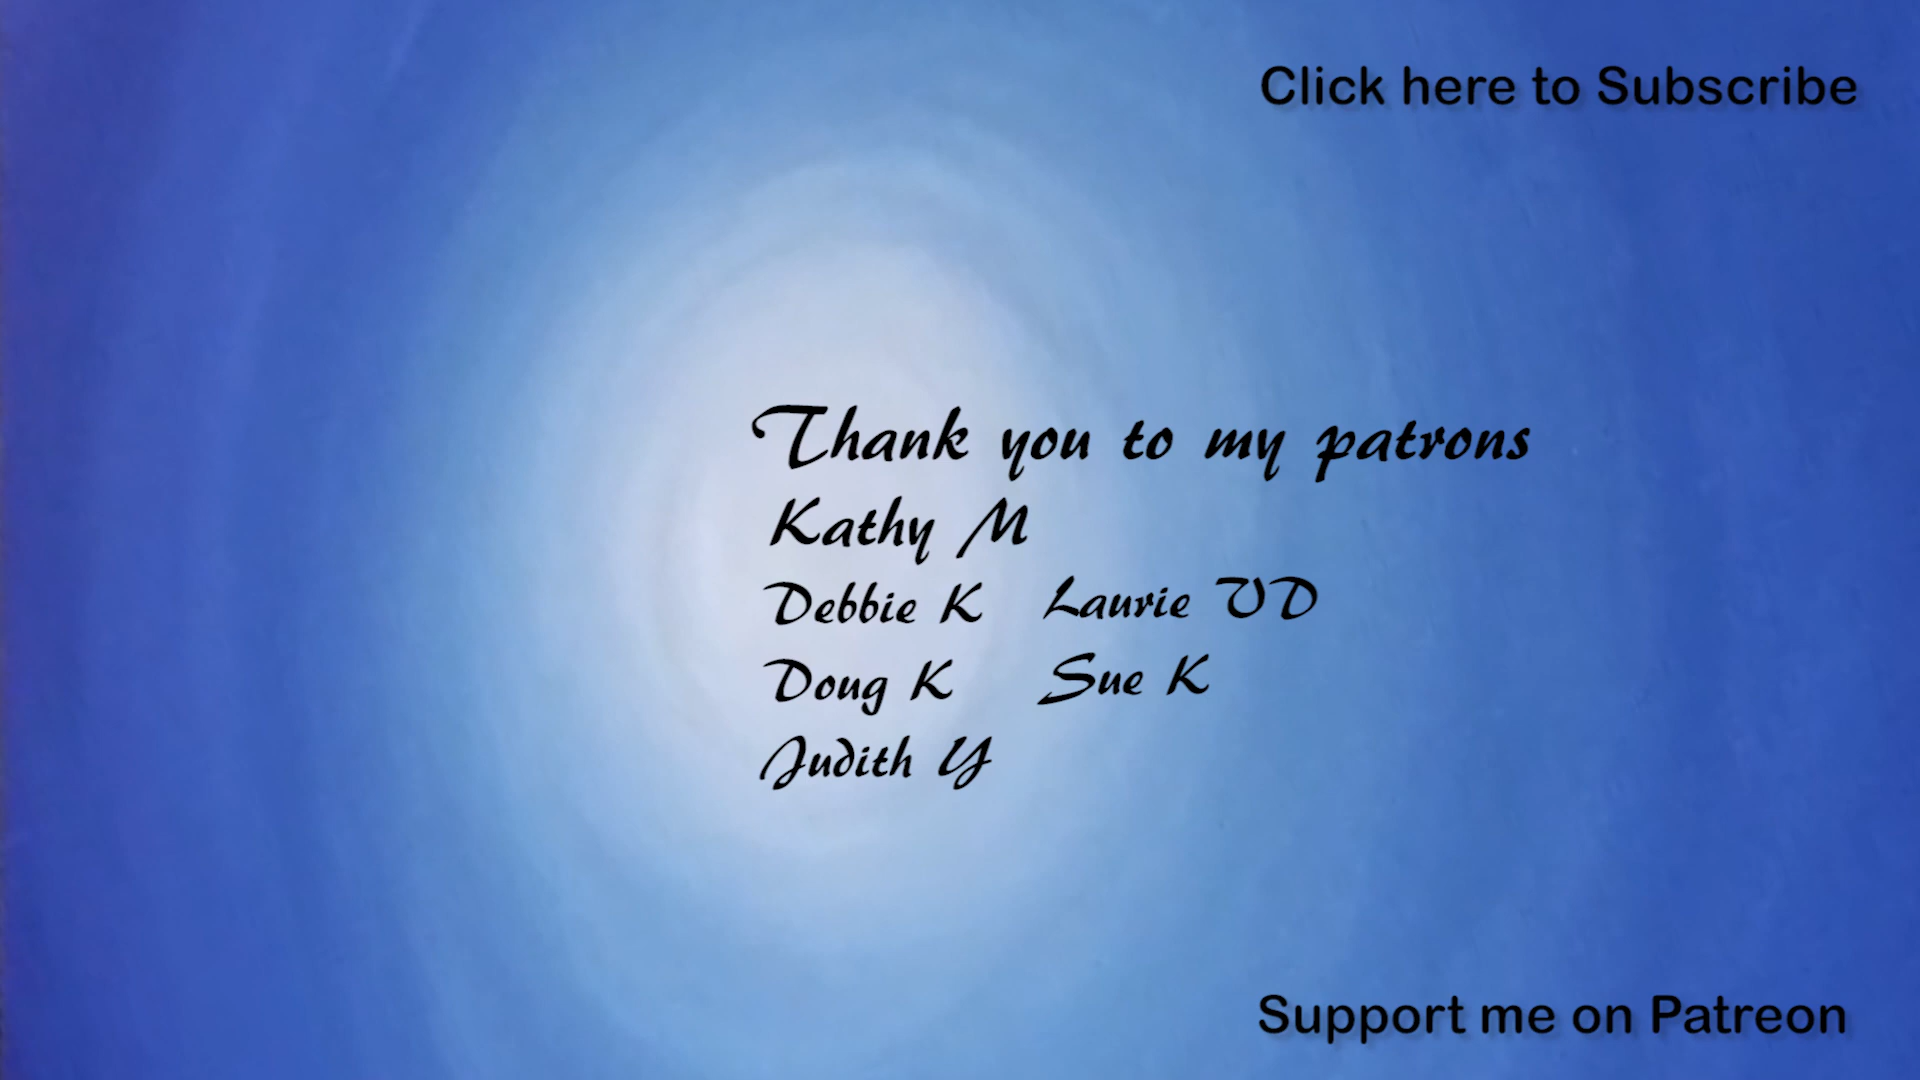 Click here to Subscribe
Thank you to my patrons
Kathy M
Debbie K Laurie VD
Doug K Sue K
Judith Y
Support me on Patreon